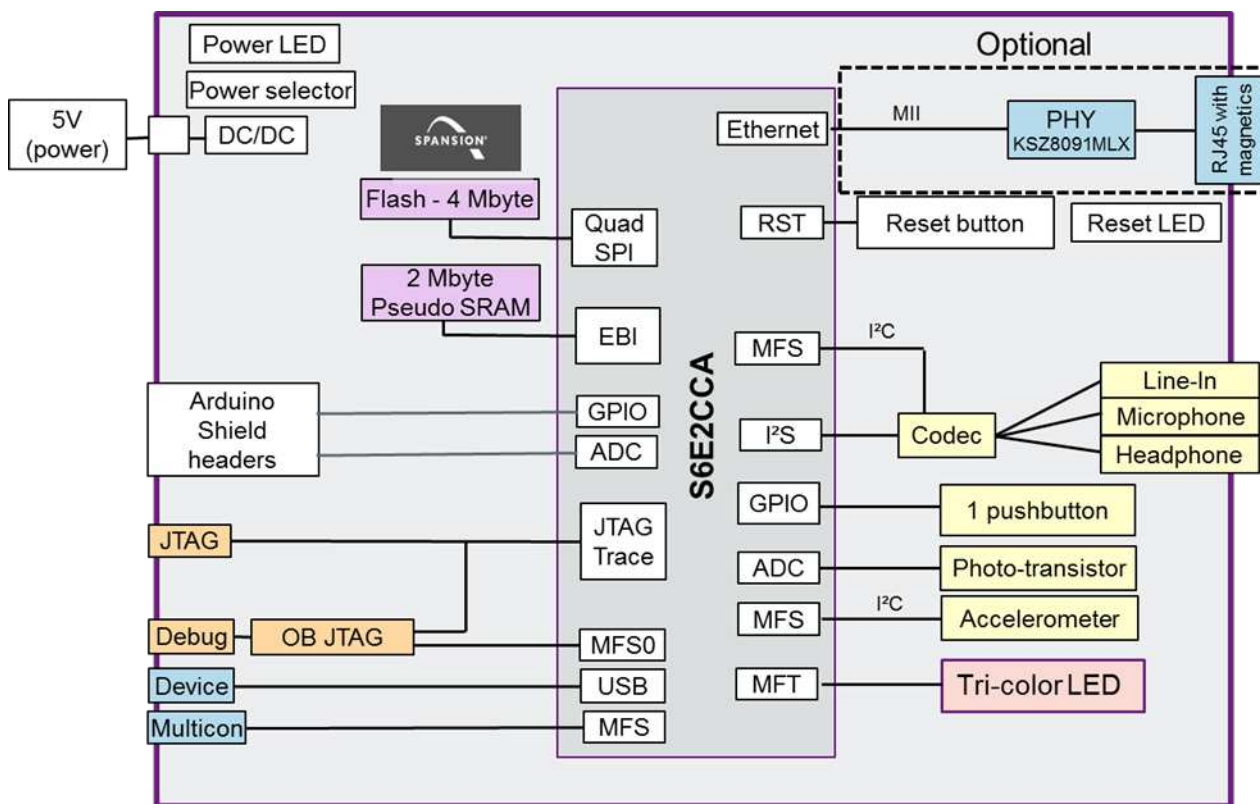 Optional
Power LED
Power selector
5V
(power)
DC/DC
SPANSION®
Flash - 4 Mbyte
Quad
SPI
2 Mbyte
Pseudo SRAM
EBI
Arduino
Shield
headers
GPIO
ADC
JTAG
JTAG
Trace
Debug
OB JTAG
MFS0
Device
USB
Multicon
MFS
S6E2CCA
Ethernet
MII
PHY
KSZ8091MLX
RJ45 with
magnetics
RST
Reset button
Reset LED
MFS
I²C
I²S
Codec
Line-In
Microphone
Headphone
GPIO
1 pushbutton
ADC
Photo-transistor
MFS
I²C
Accelerometer
MFT
Tri-color LED